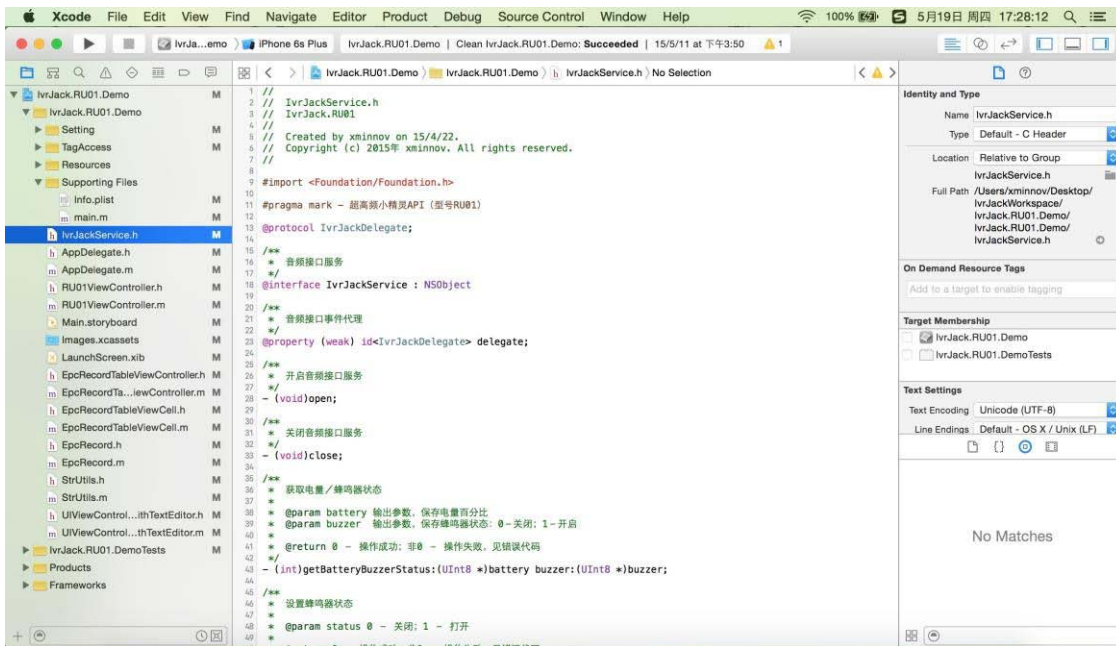 Xcode File Edit View Find Navigate Editor Product Debug Source Control Window Help 100% 5月19日 周四 17:28:12
IvrJa...emo iPhone 6s Plus IvrJack.RU01.Demo | Clean IvrJack.RU01.Demo: Succeeded | 15/5/11 at 下午3:50 1
IvrJack.RU01.Demo IvrJack.RU01.Demo h IvrJackService.h No Selection
IvrJack.RU01.Demo M
IvrJack.RU01.Demo
Setting M
TagAccess M
Resources
Supporting Files
Info.plist M
m main.m M
h IvrJackService.h M
h AppDelegate.h M
m AppDelegate.m M
h RU01ViewController.h M
m RU01ViewController.m M
Main.storyboard M
Images.xcassets M
LaunchScreen.xib M
h EpcRecordTableViewController.h M
m EpcRecordTa...iewController.m M
h EpcRecordTableViewCell.h M
m EpcRecordTableViewCell.m M
h EpcRecord.h M
m EpcRecord.m M
h StrUtils.h M
m StrUtils.m M
h UIViewControl...ithTextEditor.h M
m UIViewControl...thTextEditor.m M
IvrJack.RU01.DemoTests M
Products
Frameworks
1 //
2 // IvrJackService.h
3 // IvrJack.RU01
4 //
5 // Created by xminnov on 15/4/22.
6 // Copyright (c) 2015年 xminnov. All rights reserved.
7 //
8
9 #import <Foundation/Foundation.h>
10
11 #pragma mark - 超高频小精灵API（型号RU01）
12
13 @protocol IvrJackDelegate;
14
15 /**
16 * 音频接口服务
17 */
18 @interface IvrJackService : NSObject
19
20 /**
21 * 音频接口事件代理
22 */
23 @property (weak) id<IvrJackDelegate> delegate;
24
25 /**
26 * 开启音频接口服务
27 */
28 - (void)open;
29
30 /**
31 * 关闭音频接口服务
32 */
33 - (void)close;
34
35 /**
36 * 获取电量／蜂鸣器状态
37 *
38 * @param battery 输出参数，保存电量百分比
39 * @param buzzer 输出参数，保存蜂鸣器状态：0-关闭；1-开启
40 *
41 * @return 0 - 操作成功；非0 - 操作失败，见错误代码
42 */
43 - (int)getBatteryBuzzerStatus:(UInt8 *)battery buzzer:(UInt8 *)buzzer;
44
45 /**
46 * 设置蜂鸣器状态
47 *
48 * @param status 0 - 关闭；1 - 打开
49 *
Identity and Type
Name IvrJackService.h
Type Default - C Header
Location Relative to Group
IvrJackService.h
Full Path /Users/xminnov/Desktop/
IvrJackWorkspace/
IvrJack.RU01.Demo/
IvrJack.RU01.Demo/
IvrJackService.h
On Demand Resource Tags
Add to a target to enable tagging
Target Membership
IvrJack.RU01.Demo
IvrJack.RU01.DemoTests
Text Settings
Text Encoding Unicode (UTF-8)
Line Endings Default - OS X / Unix (LF)
No Matches